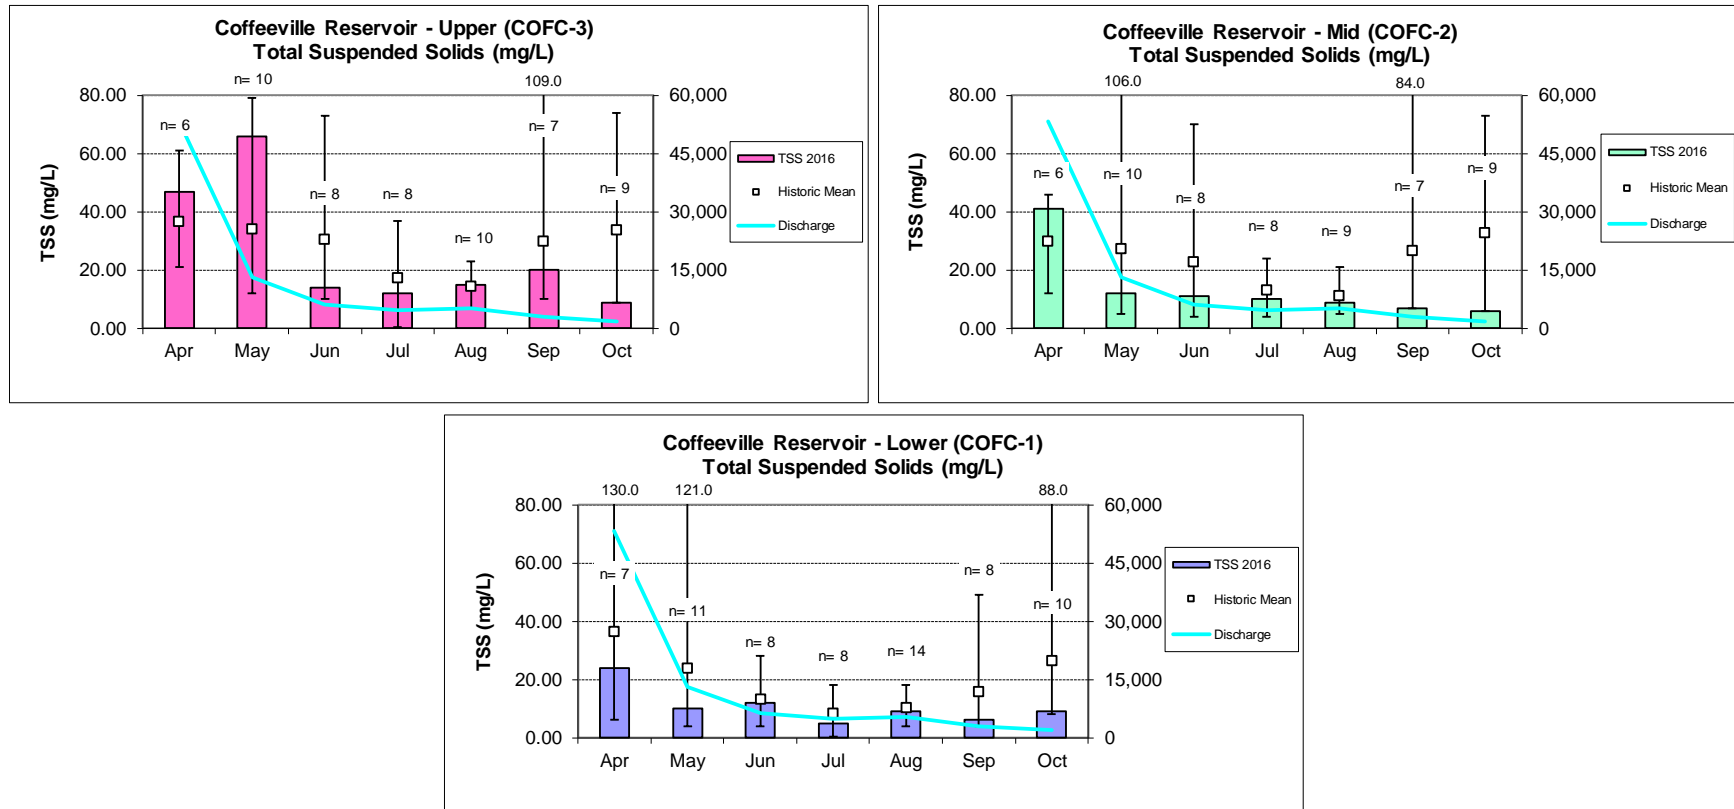 Coffeeville Reservoir - Upper (COFC-3)
Total Suspended Solids (mg/L)
n= 10
109.0
80.00
60,000
n= 6
n= 7
60.00
45,000
n= 8
n= 8
n= 9
TSS (mg/L)
40.00
30,000
n= 10
20.00
15,000
0.00
0
Apr May Jun Jul Aug Sep Oct
TSS 2016
Historic Mean
Discharge
Coffeeville Reservoir - Mid (COFC-2)
Total Suspended Solids (mg/L)
106.0
84.0
80.00
60,000
60.00
45,000
n= 6
n= 10
n= 7
n= 9
n= 8
TSS (mg/L)
40.00
30,000
n= 8
n= 9
20.00
15,000
0.00
0
Apr May Jun Jul Aug Sep Oct
TSS 2016
Historic Mean
Discharge
Coffeeville Reservoir - Lower (COFC-1)
Total Suspended Solids (mg/L)
130.0
121.0
88.0
80.00
60,000
60.00
45,000
n= 7
n= 8
n= 11
n= 10
TSS (mg/L)
40.00
30,000
n= 8
n= 8
n= 14
20.00
15,000
0.00
0
Apr May Jun Jul Aug Sep Oct
TSS 2016
Historic Mean
Discharge